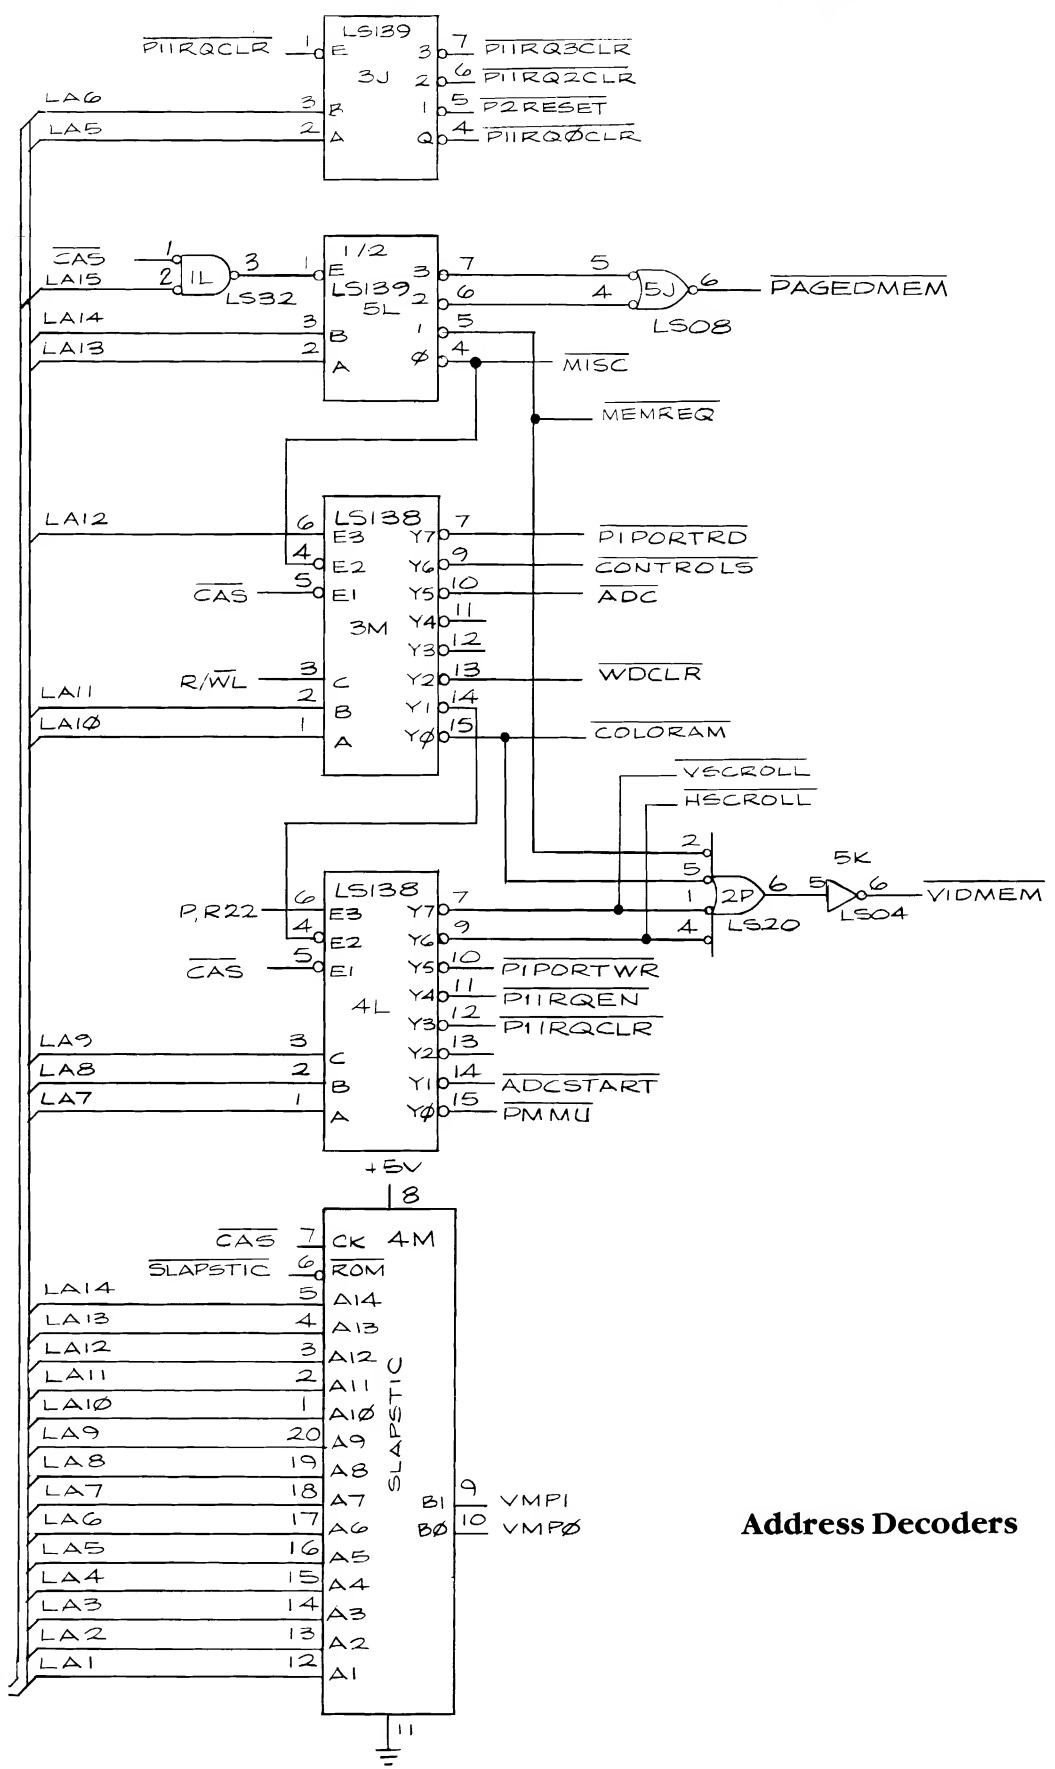 LS139
P1IRQCLR 1 E 3 7 P1IRQ3CLR
3J 2 6 P1IRQ2CLR
LA6 3 B 1 5 P2RESET
LA5 2 A Q 4 P1IRQØCLR
1/2
CAS 1 3 1 E 3 7 5 6 PAGEDMEM
LA15 2 1L LS32 LS139 2 6 4 5J LS08
5L
LA14 3 B 1 5
LA13 2 A Ø 4 MISC
MEMREQ
LS138
LA12 6 E3 Y7 7 P1PORTRD
4 E2 Y6 9 CONTROLS
CAS 5 E1 Y5 10 ADC
3M Y4 11
Y3 12
R/WL 3 C Y2 13 WDCLR
LA11 2 B Y1 14
LA1Ø 1 A YØ 15 COLORAM
VSCROLL
HSCROLL
2 5K
5 6 5 6 VIDMEM
1 2P LS20 LS04
4
LS138
P,R22 6 E3 Y7 7
4 E2 Y6 9
CAS 5 E1 Y5 10 P1PORTWR
4L Y4 11 P1IRQEN
Y3 12 P1IRQCLR
LA9 3 C Y2 13
LA8 2 B Y1 14 ADCSTART
LA7 1 A YØ 15 PMMU
+5V
8
CAS 7 CK 4M
SLAPSTIC 6 ROM
LA14 5 A14
LA13 4 A13
LA12 3 A12
LA11 2 A11
LA1Ø 1 A1Ø
LA9 20 A9
LA8 19 A8
SLAPSTIC
LA7 18 A7 B1 9 VMP1
LA6 17 A6 BØ 10 VMPØ
LA5 16 A5
LA4 15 A4
LA3 14 A3
LA2 13 A2
LA1 12 A1
11
Address Decoders